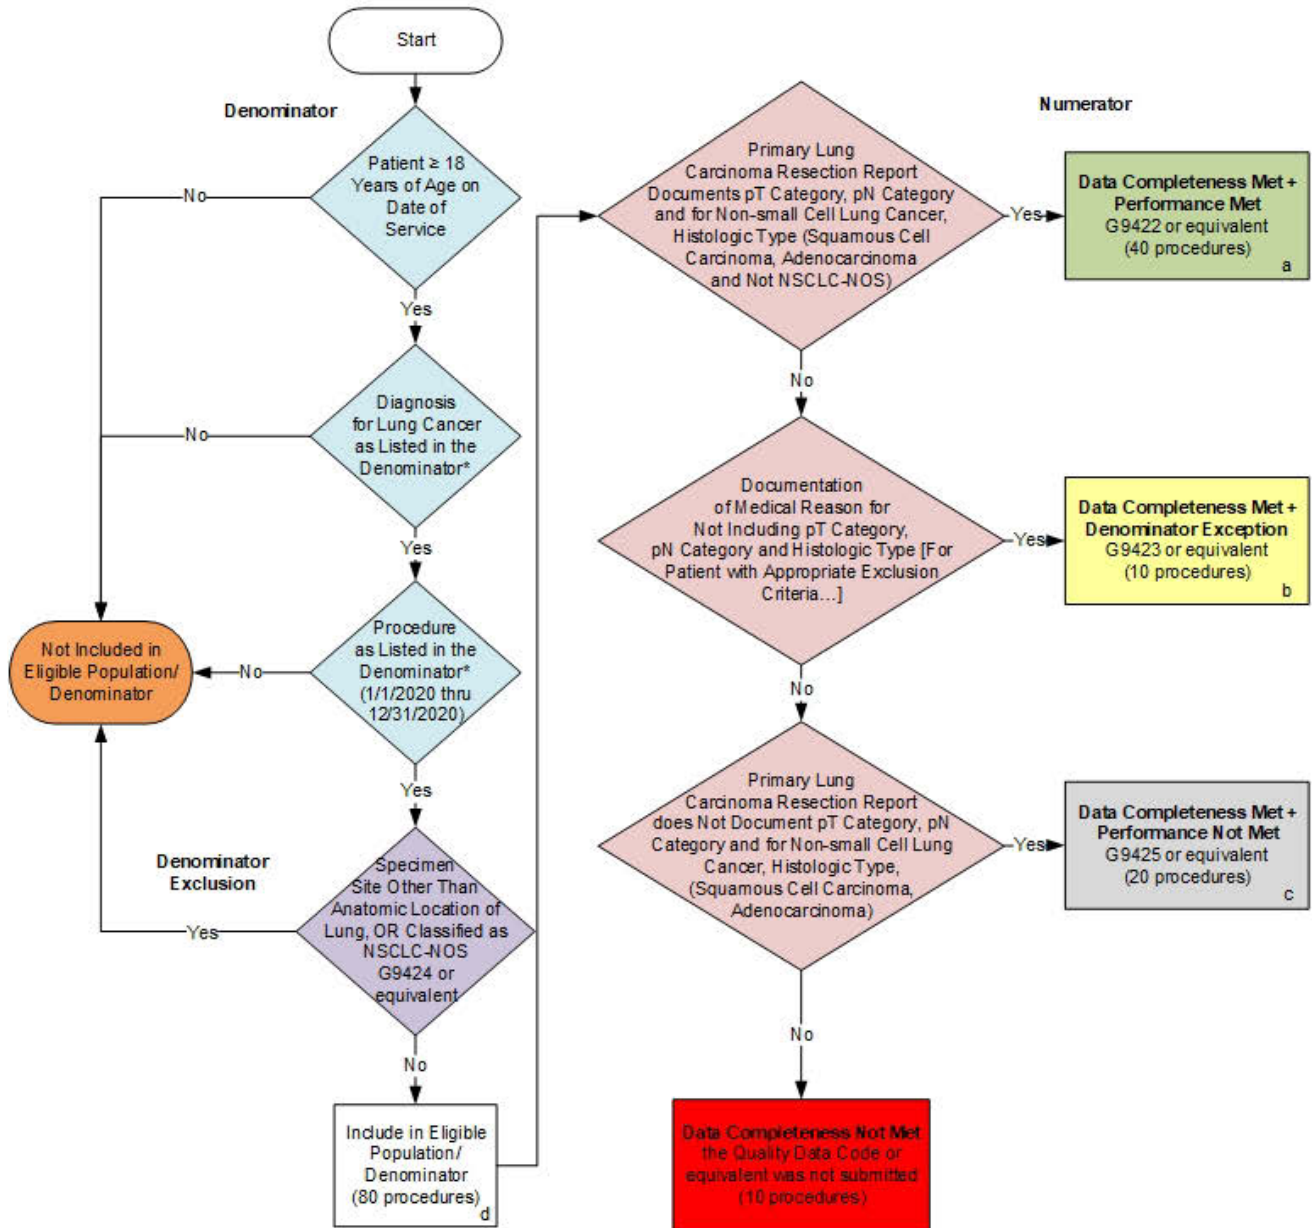 Start
Denominator
Patient ≥ 18
Years of Age on
Date of
Service
No
Yes
Diagnosis
for Lung Cancer
as Listed in the
Denominator*
No
Yes
Procedure
as Listed in the
Denominator*
(1/1/2020 thru
12/31/2020)
No
Not Included in
Eligible Population/
Denominator
Yes
Denominator
Exclusion
Specimen
Site Other Than
Anatomic Location of
Lung, OR Classified as
NSCLC-NOS
G9424 or
equivalent
Yes
No
Include in Eligible
Population/
Denominator
(80 procedures)
d
Numerator
Primary Lung
Carcinoma Resection Report
Documents pT Category, pN Category
and for Non-small Cell Lung Cancer,
Histologic Type (Squamous Cell
Carcinoma, Adenocarcinoma
and Not NSCLC-NOS)
Yes
Data Completeness Met +
Performance Met
G9422 or equivalent
(40 procedures)
a
No
Documentation
of Medical Reason for
Not Including pT Category,
pN Category and Histologic Type [For
Patient with Appropriate Exclusion
Criteria...]
Yes
Data Completeness Met +
Denominator Exception
G9423 or equivalent
(10 procedures)
b
No
Primary Lung
Carcinoma Resection Report
does Not Document pT Category, pN
Category and for Non-small Cell Lung
Cancer, Histologic Type,
(Squamous Cell Carcinoma,
Adenocarcinoma)
Yes
Data Completeness Met +
Performance Not Met
G9425 or equivalent
(20 procedures)
c
No
Data Completeness Not Met
the Quality Data Code or
equivalent was not submitted
(10 procedures)